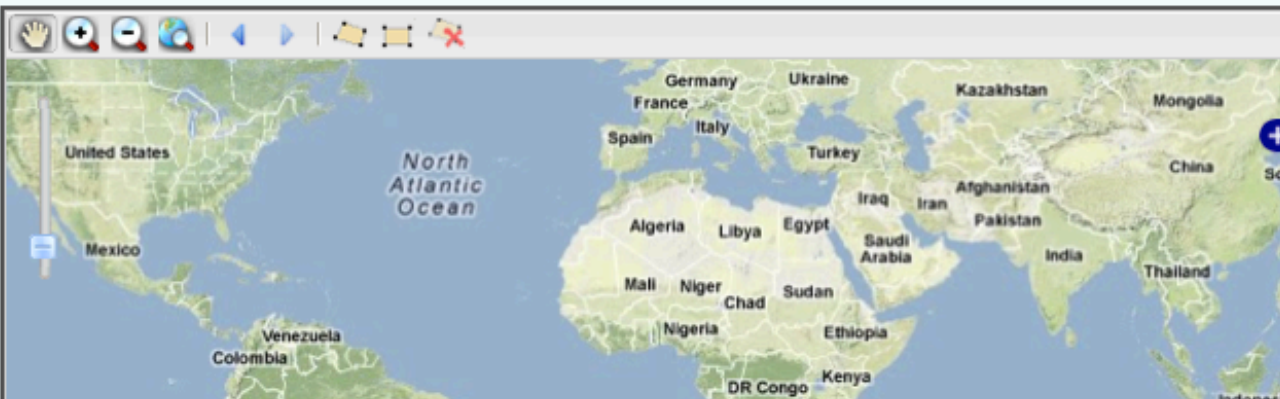 Germany
Ukraine
Kazakhstan
France
Mongolia
Italy
Spain
United States
Turkey
North
Atlantic
Ocean
China
Afghanistan
Iraq
Iran
Pakistan
Algeria
Libya
Egypt
Mexico
Saudi
Arabia
India
Thailand
Mali
Niger
Chad
Sudan
Nigeria
Ethiopia
Venezuela
Colombia
Kenya
DR Congo